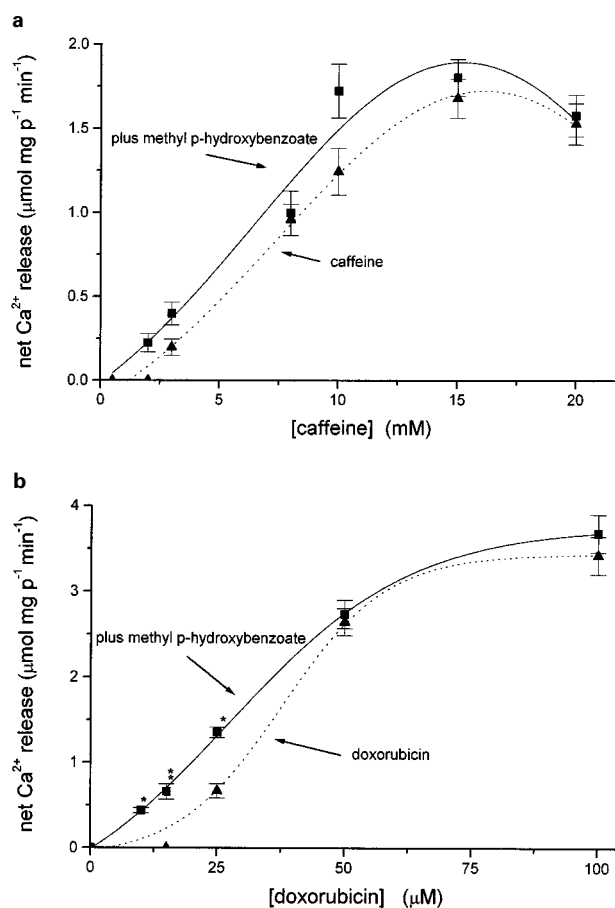 a
2.0
1.5
1.0
0.5
0.0
net Ca2+ release (μmol mg p-1 min-1)
plus methyl p-hydroxybenzoate
caffeine
0
5
10
15
20
[caffeine] (mM)
b
4
3
2
1
0
net Ca2+ release (μmol mg p-1 min-1)
plus methyl p-hydroxybenzoate
doxorubicin
*
*
*
*
0
25
50
75
100
[doxorubicin] (μM)